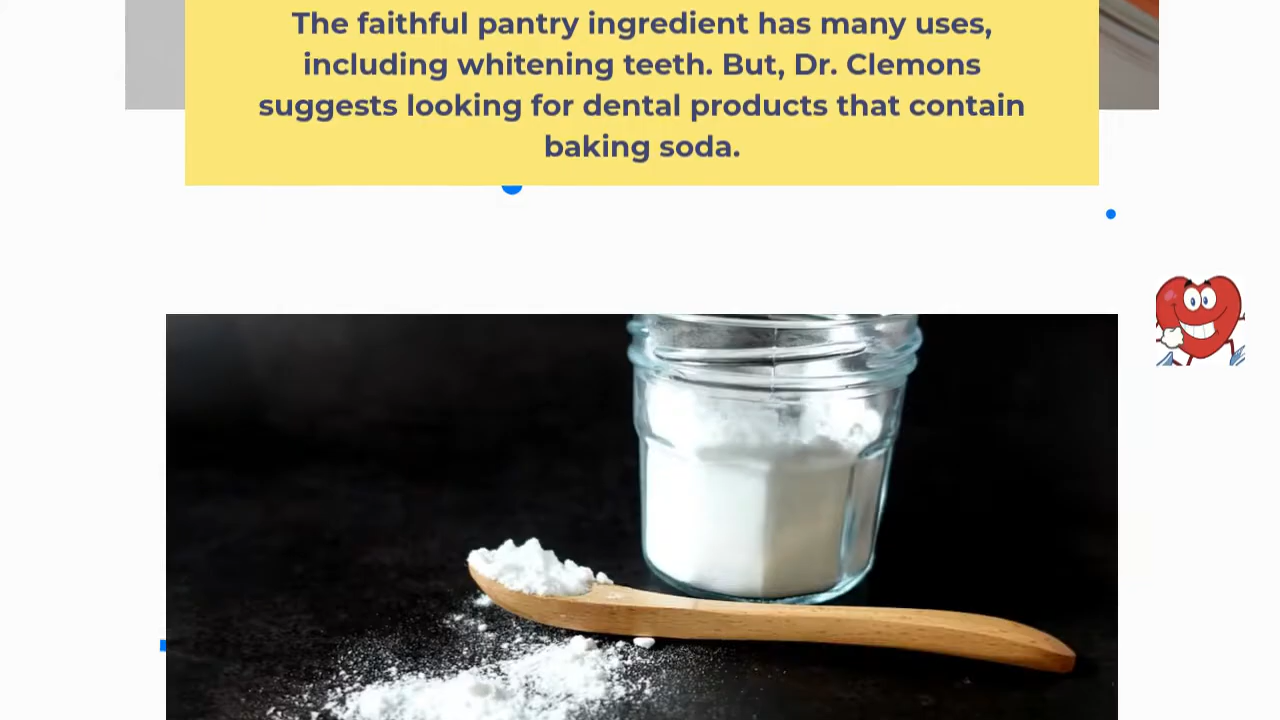 The faithful pantry ingredient has many uses,
including whitening teeth. But, Dr. Clemons
suggests looking for dental products that contain
baking soda.